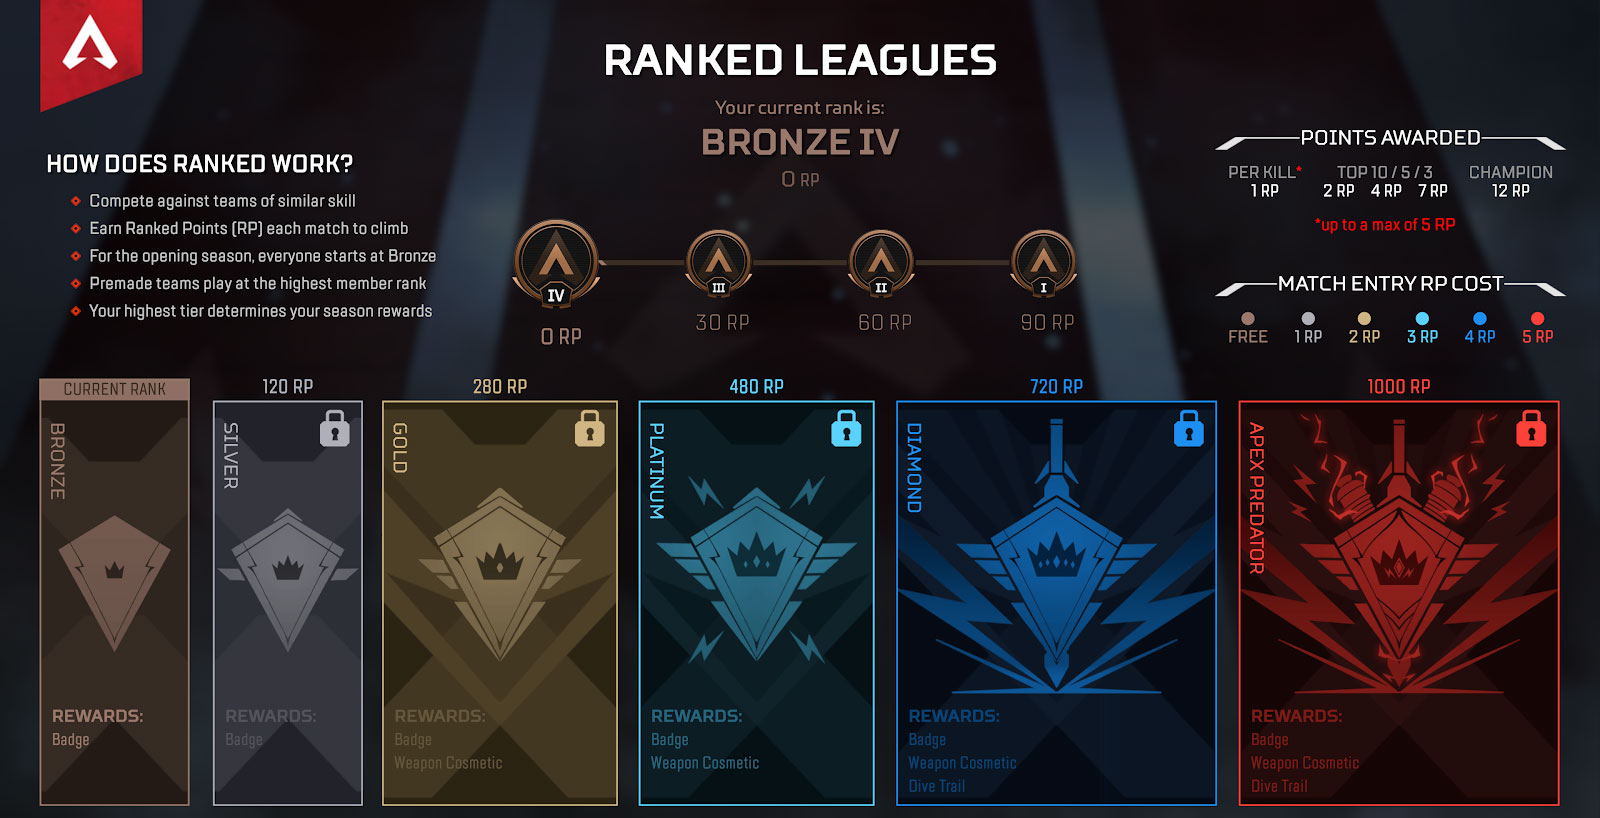 RANKED LEAGUES
Your current rank is:
BRONZE IV
0 RP
HOW DOES RANKED WORK?
Compete against teams of similar skill
Earn Ranked Points (RP) each match to climb
For the opening season, everyone starts at Bronze
Premade teams play at the highest member rank
Your highest tier determines your season rewards
IV
III
II
I
0 RP
30 RP
60 RP
90 RP
POINTS AWARDED
PER KILL* TOP 10 / 5 / 3 CHAMPION
1 RP 2 RP 4 RP 7 RP 12 RP
*up to a max of 5 RP
MATCH ENTRY RP COST
FREE 1 RP 2 RP 3 RP 4 RP 5 RP
CURRENT RANK
BRONZE
REWARDS:
Badge
120 RP
SILVER
REWARDS:
Badge
280 RP
GOLD
REWARDS:
Badge
Weapon Cosmetic
480 RP
PLATINUM
REWARDS:
Badge
Weapon Cosmetic
720 RP
DIAMOND
REWARDS:
Badge
Weapon Cosmetic
Dive Trail
1000 RP
APEX PREDATOR
REWARDS:
Badge
Weapon Cosmetic
Dive Trail